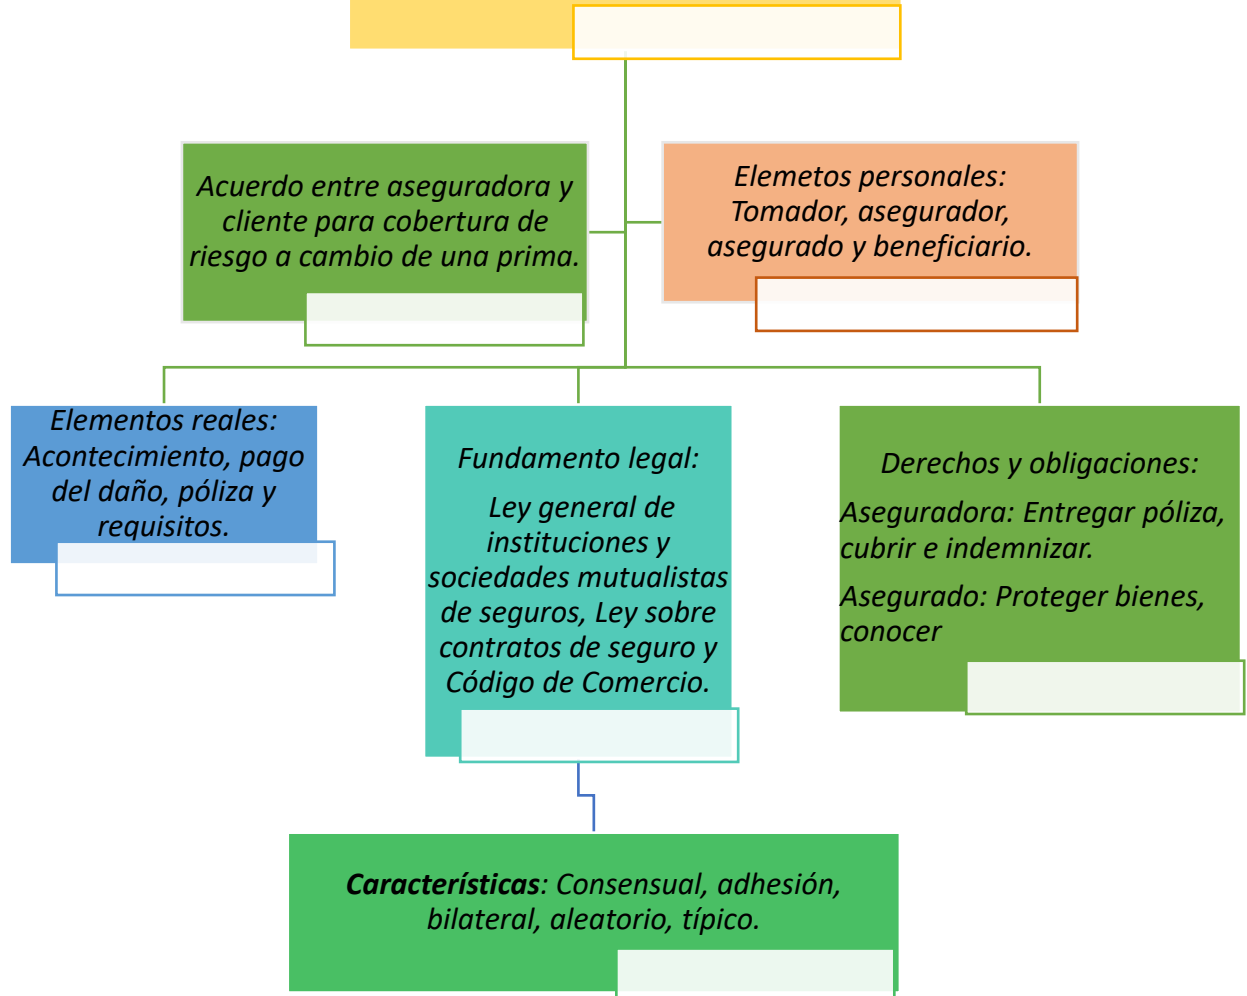 Acuerdo entre aseguradora y
cliente para cobertura de
riesgo a cambio de una prima.
Elemetos personales:
Tomador, asegurador,
asegurado y beneficiario.
Elementos reales:
Acontecimiento, pago
del daño, póliza y
requisitos.
Fundamento legal:
Ley general de
instituciones y
sociedades mutualistas
de seguros, Ley sobre
contratos de seguro y
Código de Comercio.
Derechos y obligaciones:
Aseguradora: Entregar póliza,
cubrir e indemnizar.
Asegurado: Proteger bienes,
conocer
Características: Consensual, adhesión,
bilateral, aleatorio, típico.